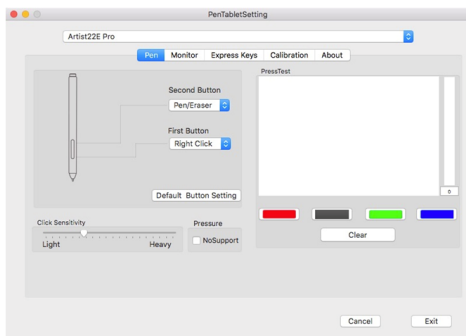 PenTabletSetting
Artist22E Pro
Pen Monitor Express Keys Calibration About
PressTest
Second Button
Pen/Eraser
First Button
Right Click
Default Button Setting
Click Sensitivity
Light Heavy
Pressure
NoSupport
0
Clear
Cancel Exit